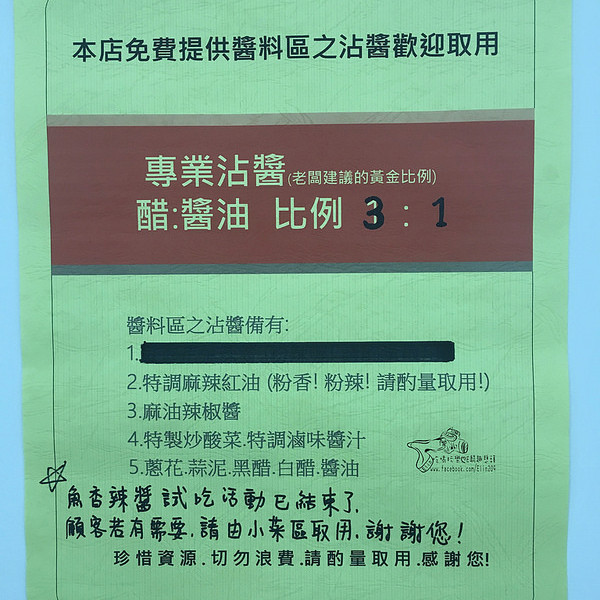 本店免費提供醬料區之沾醬歡迎取用
專業沾醬(老闆建議的黃金比例)
醋:醬油 比例 3 : 1
醬料區之沾醬備有:
1.
2.特調麻辣紅油 (粉香! 粉辣! 請酌量取用!)
3.麻油辣椒醬
4.特製炒酸菜.特調滷味醬汁
5.蔥花.蒜泥.黑醋.白醋.醬油
魚香辣醬試吃活動已結束了.
顧客若有需要,請由小菜區取用,謝謝您!
珍惜資源.切勿浪費.請酌量取用.感謝您!